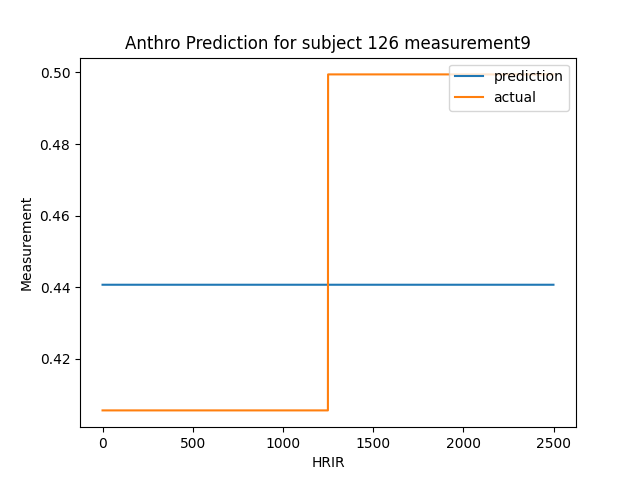 Anthro Prediction for subject 126 measurement9
0.50
0.48
0.46
0.44
0.42
Measurement
prediction
actual
0
500
1000
1500
2000
2500
HRIR